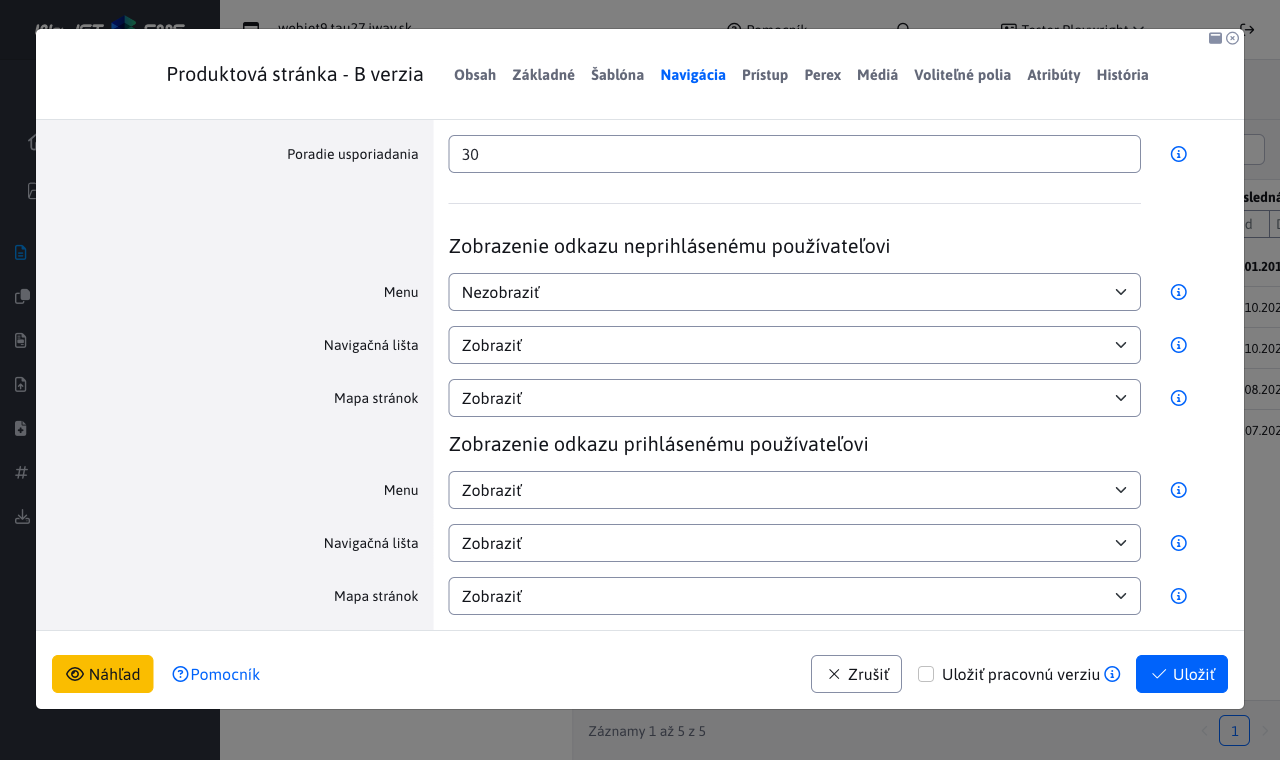 Produktová stránka - B verzia
Obsah Základné Šablóna Navigácia Prístup Perex Médiá Voliteľné polia Atribúty História
Poradie usporiadania 30
Zobrazenie odkazu neprihlásenému používateľovi
Menu Nezobraziť
Navigačná lišta Zobraziť
Mapa stránok Zobraziť
Zobrazenie odkazu prihlásenému používateľovi
Menu Zobraziť
Navigačná lišta Zobraziť
Mapa stránok Zobraziť
Náhľad Pomocník Zrušiť Uložiť pracovnú verziu Uložiť
Záznamy 1 až 5 z 5 1